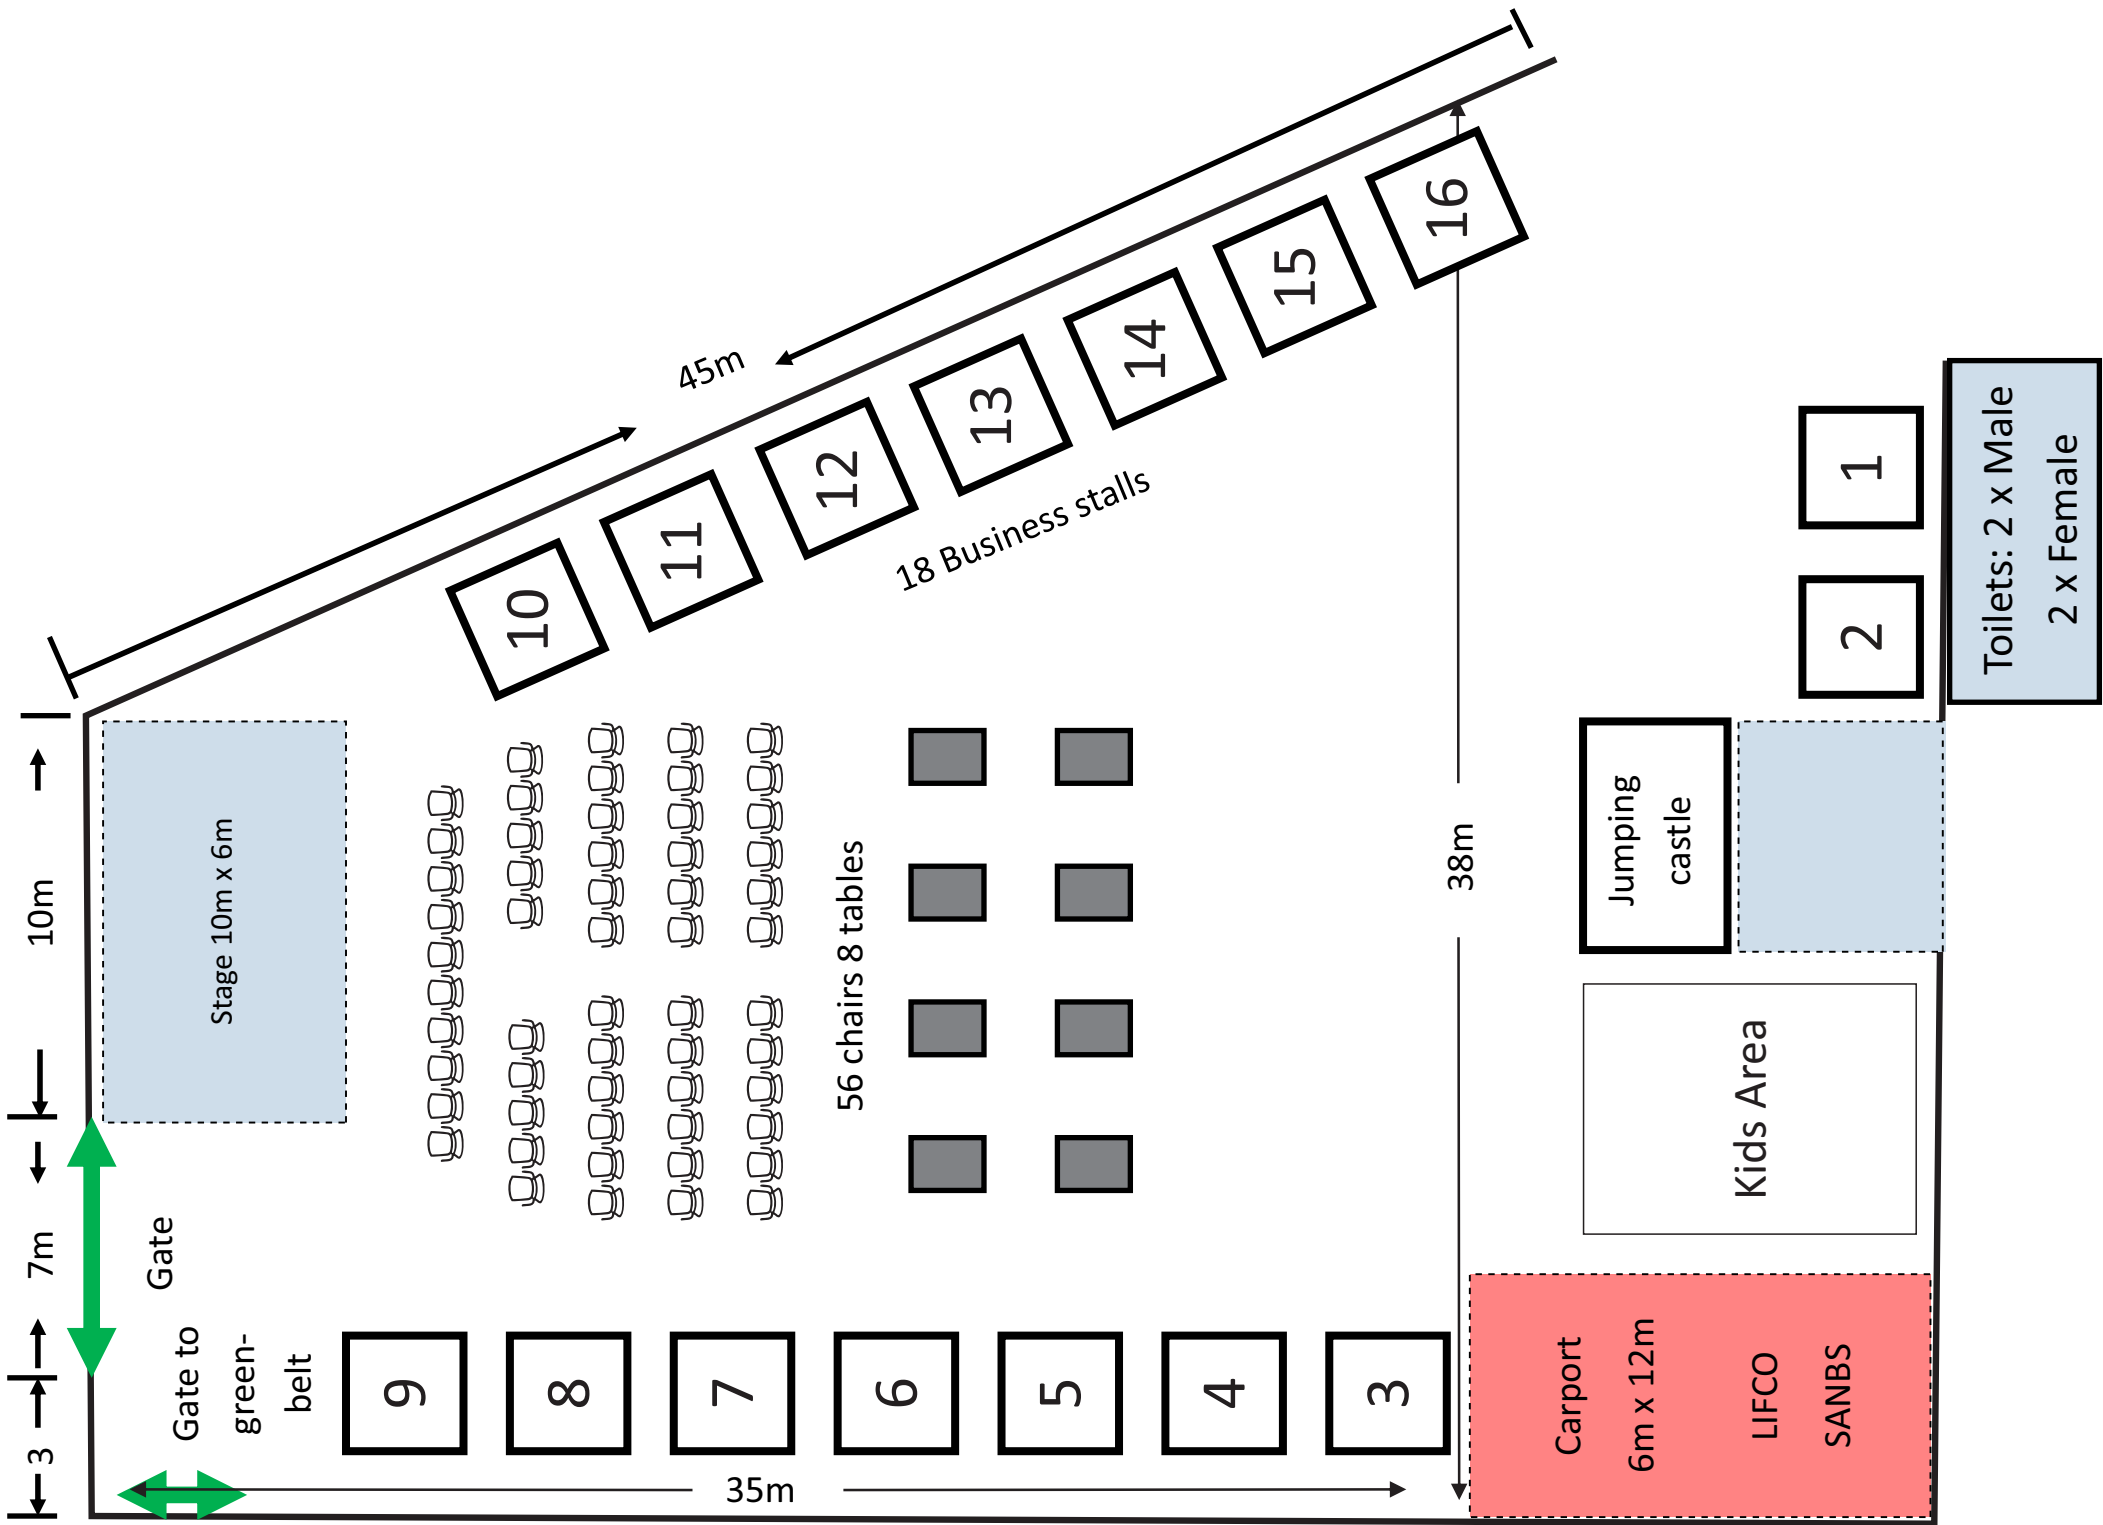 3
7m
10m
Gate to
green-
belt
Gate
Stage 10m x 6m
45m
35m
9
8
7
6
5
4
3
10
11
12
13
14
15
16
18 Business stalls
56 chairs 8 tables
38m
Carport
6m x 12m
LIFCO
SANBS
Kids Area
Jumping
castle
2
1
Toilets: 2 x Male
2 x Female